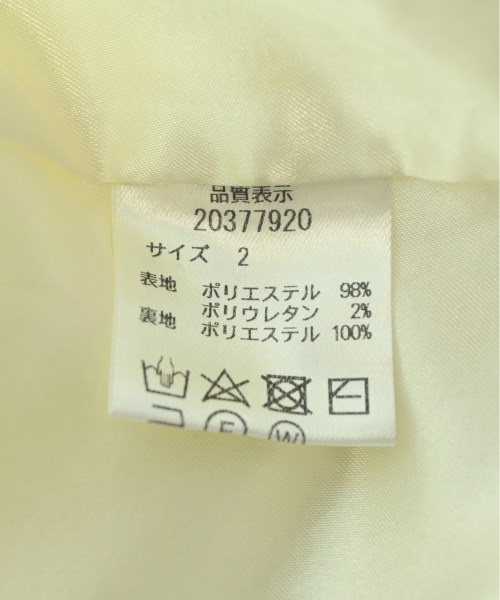 品質表示
20377920
サイズ 2
表地 ポリエステル 98%
ポリウレタン 2%
裏地 ポリエステル 100%
F W